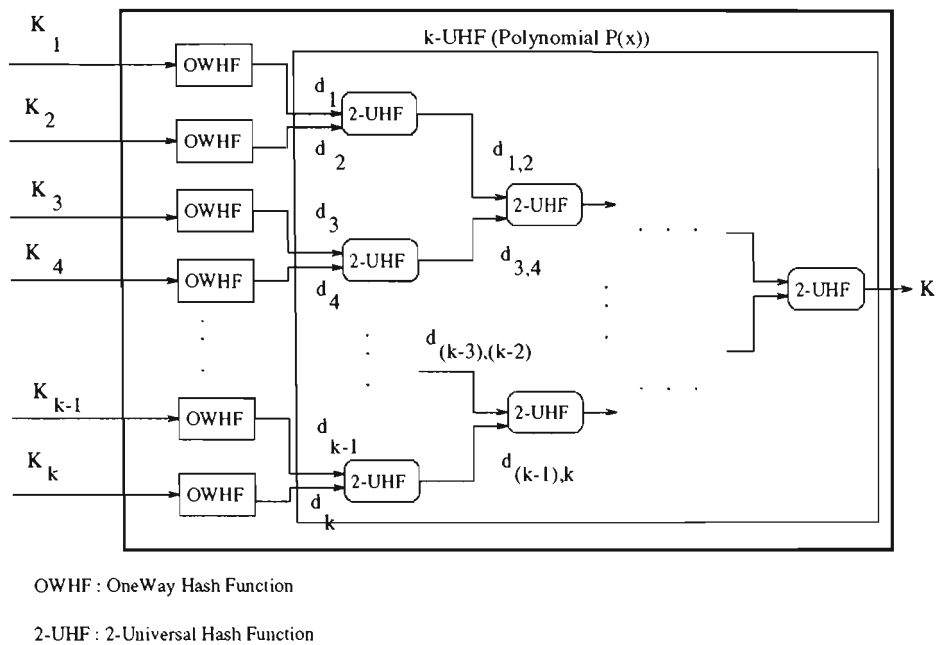 k-UHF (Polynomial P(x))
K 1
OWHF
d 1
2-UHF
K 2
OWHF
d 2
d 1,2
K 3
OWHF
d 3
2-UHF
K 4
OWHF
2-UHF
d 4
d 3,4
2-UHF
K
d (k-3),(k-2)
K k-1
OWHF
2-UHF
d k-1
K k
OWHF
2-UHF
d k
d (k-1),k
OWHF : OneWay Hash Function
2-UHF : 2-Universal Hash Function